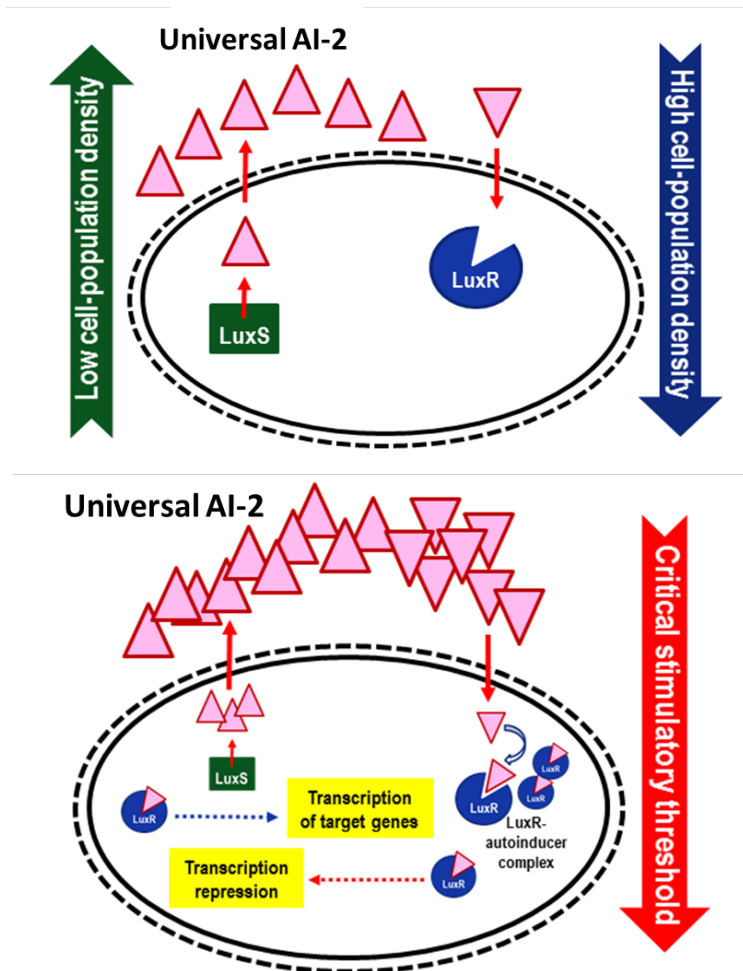 Universal AI-2
Low cell-population density
High cell-population density
LuxR
LuxS
Universal AI-2
Critical stimulatory threshold
LuxS
LuxR
LuxR
LuxR
LuxR
Transcription
of target genes
LuxR-
autoinducer
complex
Transcription
repression
LuxR